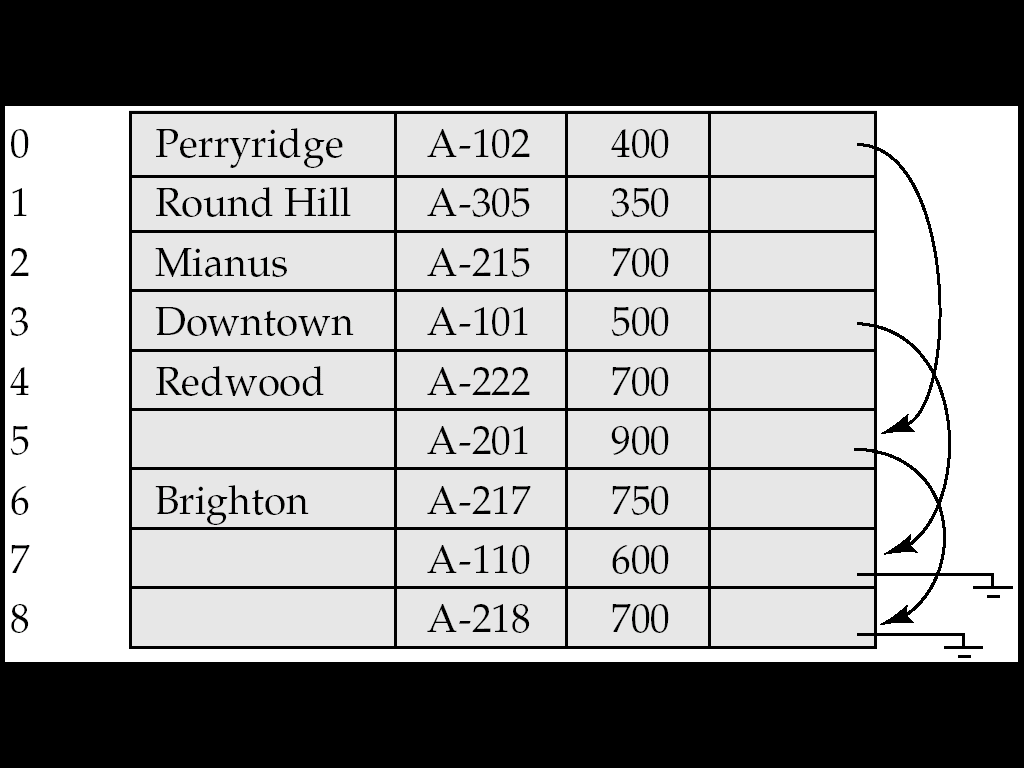 0 Perryridge A-102 400
1 Round Hill A-305 350
2 Mianus A-215 700
3 Downtown A-101 500
4 Redwood A-222 700
5 A-201 900
6 Brighton A-217 750
7 A-110 600
8 A-218 700